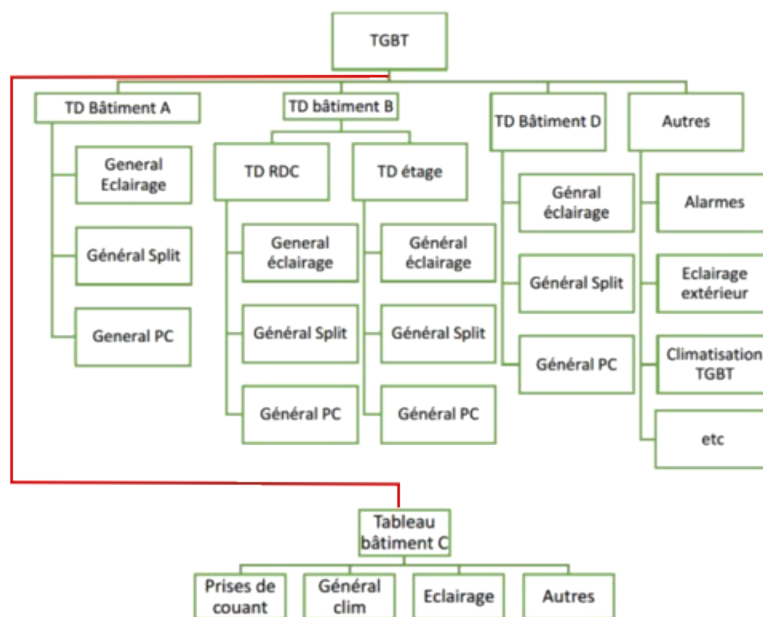 TGBT
TD Bâtiment A
TD bâtiment B
TD Bâtiment D
Autres
General
Eclairage
Général Split
General PC
TD RDC
TD étage
General
éclairage
Général Split
Général PC
Général
éclairage
Général Split
Général PC
Génral
éclairage
Général Split
Général PC
Alarmes
Eclairage
extérieur
Climatisation
TGBT
etc
Tableau
bâtiment C
Prises de
couant
Général
clim
Eclairage
Autres